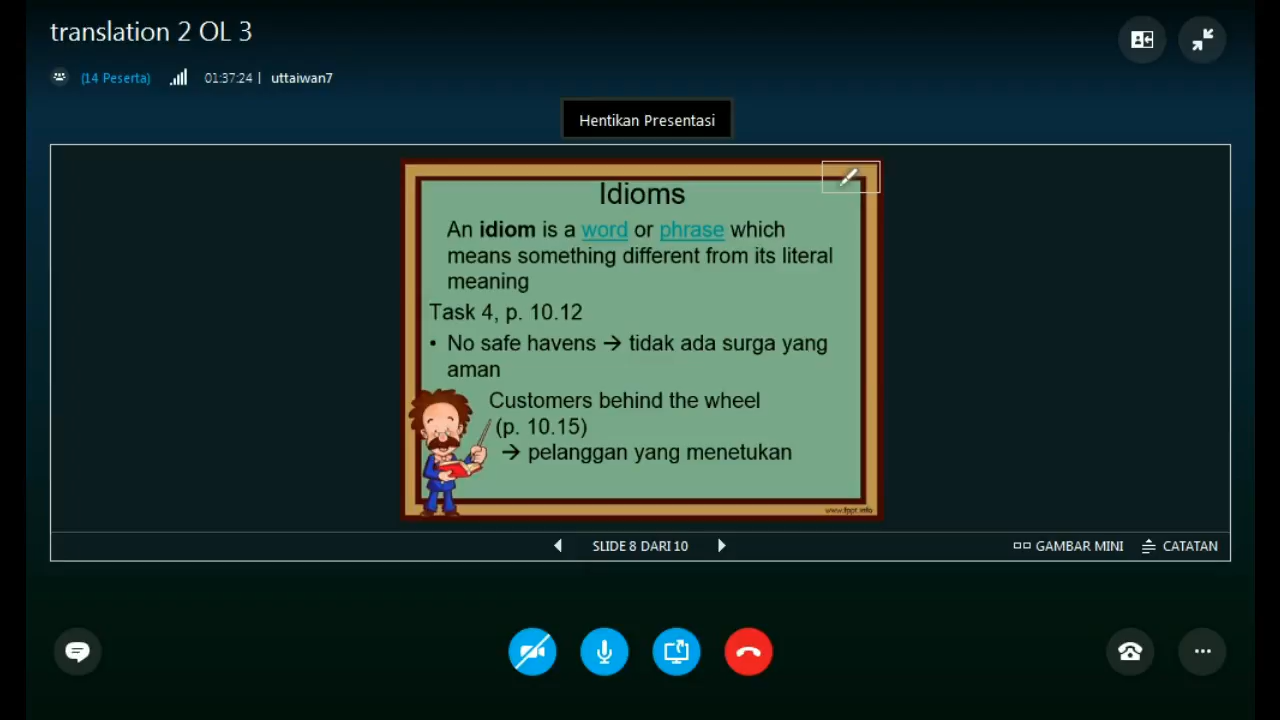 translation 2 OL 3
(14 Peserta) 01:37:24 | uttaiwan7
Hentikan Presentasi
Idioms
An idiom is a word or phrase which
means something different from its literal
meaning
Task 4, p. 10.12
• No safe havens → tidak ada surga yang
aman
Customers behind the wheel
(p. 10.15)
→ pelanggan yang menetukan
www.fppt.info
SLIDE 8 DARI 10
GAMBAR MINI
CATATAN